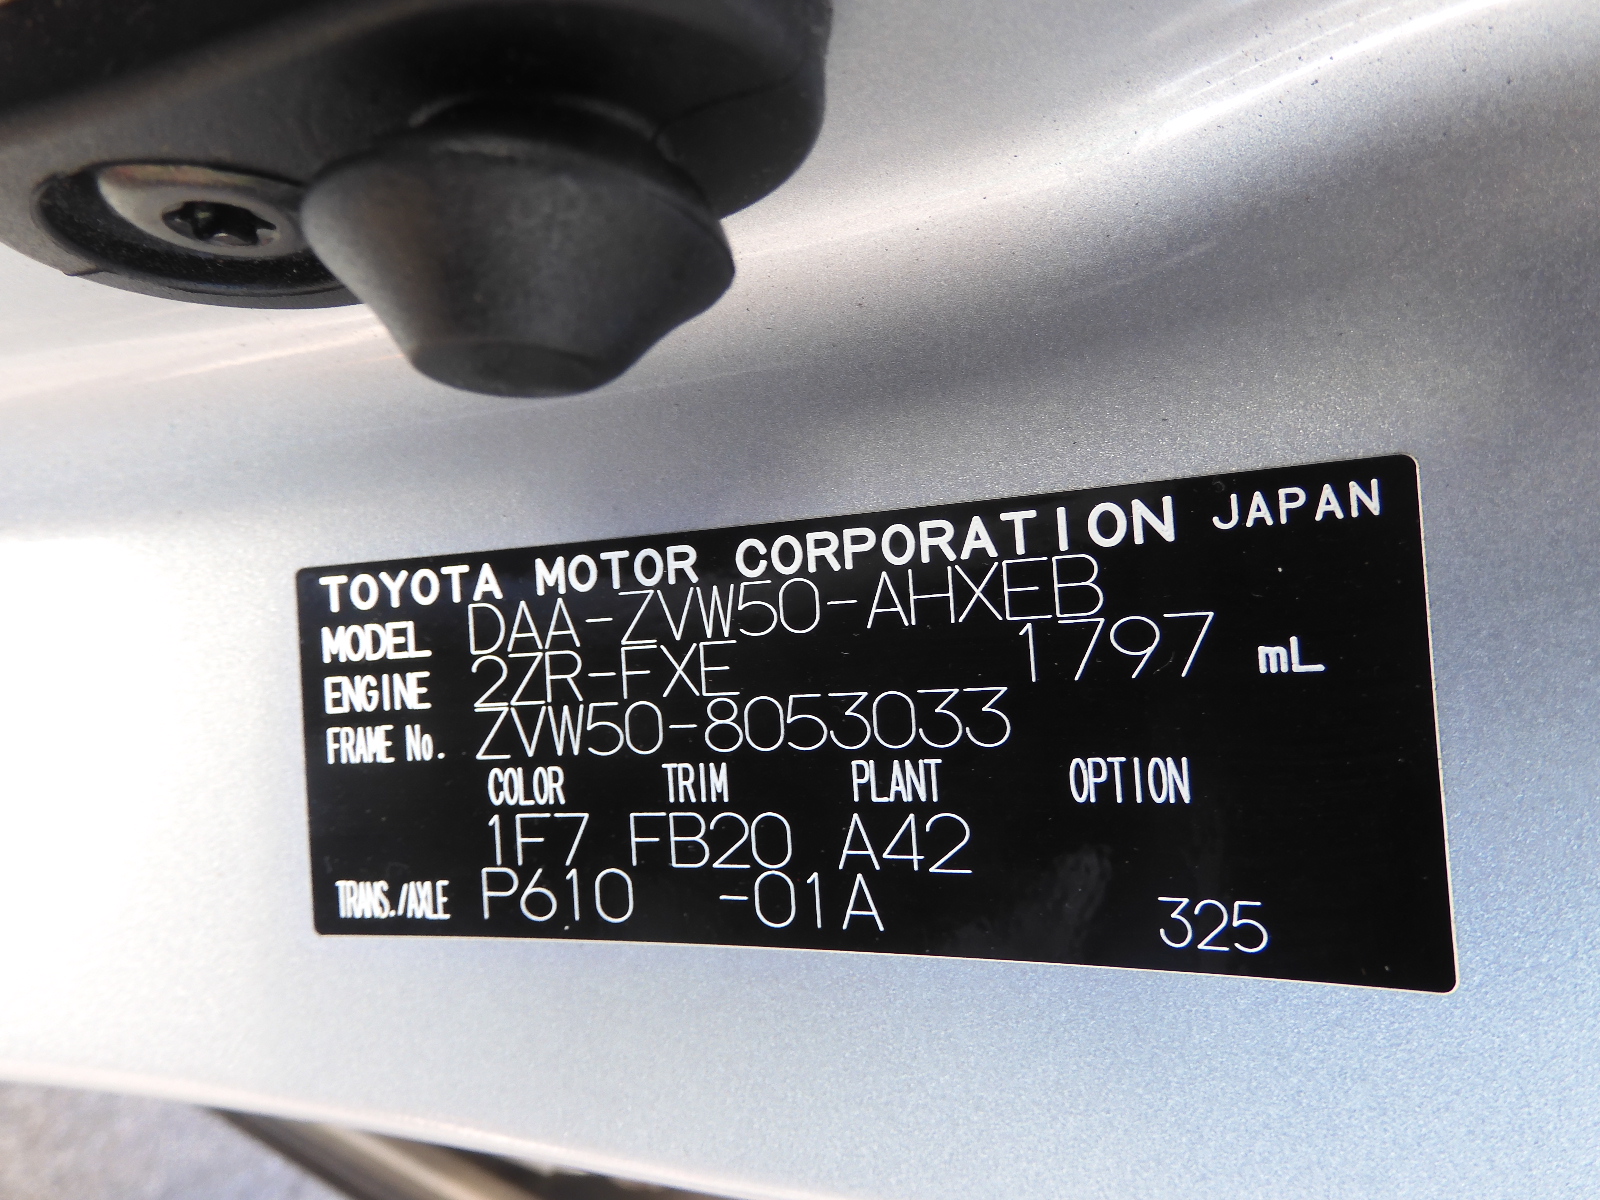 TOYOTA MOTOR CORPORATION JAPAN
MODEL DAA-ZVW50-AHXEB
ENGINE 2ZR-FXE 1797 mL
FRAME No. ZVW50-8053033
COLOR TRIM PLANT OPTION
1F7 FB20 A42
TRANS./AXLE P610 -01A 325